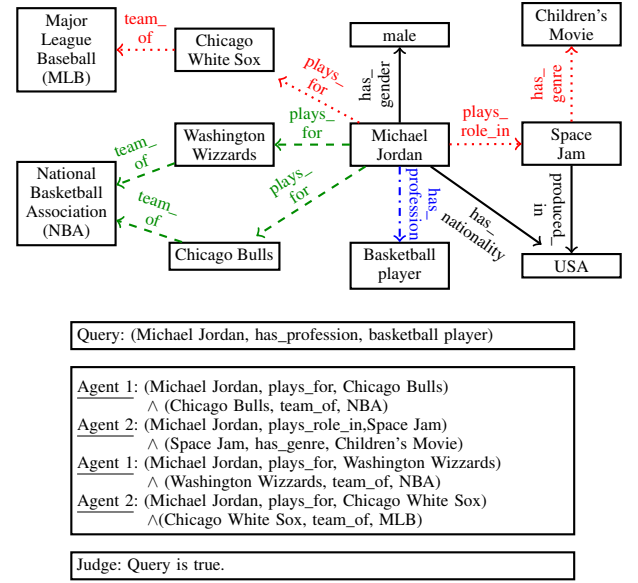 Major
League
Baseball
(MLB)
team_
of
Chicago
White Sox
plays_
for
male
has_
gender
Children's
Movie
has_
genre
National
Basketball
Association
(NBA)
team_
of
team_
of
Washington
Wizzards
plays_
for
Chicago Bulls
plays_
for
Michael
Jordan
plays_
role_in
Space
Jam
has_
profession
Basketball
player
has_
nationality
produced_
in
USA
Query: (Michael Jordan, has_profession, basketball player)
Agent 1: (Michael Jordan, plays_for, Chicago Bulls)
∧ (Chicago Bulls, team_of, NBA)
Agent 2: (Michael Jordan, plays_role_in,Space Jam)
∧ (Space Jam, has_genre, Children's Movie)
Agent 1: (Michael Jordan, plays_for, Washington Wizzards)
∧ (Washington Wizzards, team_of, NBA)
Agent 2: (Michael Jordan, plays_for, Chicago White Sox)
∧(Chicago White Sox, team_of, MLB)
Judge: Query is true.